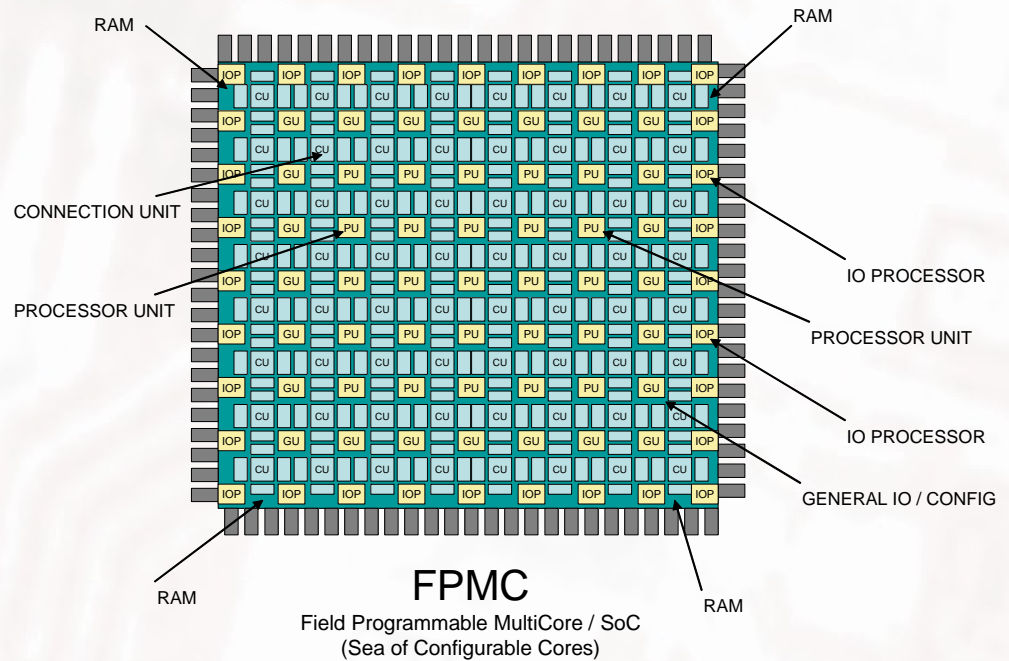 RAM
RAM
IOP IOP IOP IOP IOP IOP IOP IOP IOP
CU CU CU CU CU CU CU CU
IOP GU GU GU GU GU GU GU IOP
CU CU CU CU CU CU CU CU
IOP GU PU PU PU PU PU GU IOP
CU CU CU CU CU CU CU CU
CONNECTION UNIT
IOP GU PU PU PU PU PU GU IOP
CU CU CU CU CU CU CU CU
IO PROCESSOR
IOP GU PU PU PU PU PU GU IOP
PROCESSOR UNIT
CU CU CU CU CU CU CU CU
IOP GU PU PU PU PU PU GU IOP
PROCESSOR UNIT
CU CU CU CU CU CU CU CU
IOP GU PU PU PU PU PU GU IOP
CU CU CU CU CU CU CU CU
IOP GU GU GU GU GU GU GU IOP
IO PROCESSOR
CU CU CU CU CU CU CU CU
IOP IOP IOP IOP IOP IOP IOP IOP IOP
GENERAL IO / CONFIG
RAM
RAM
FPMC
Field Programmable MultiCore / SoC
(Sea of Configurable Cores)